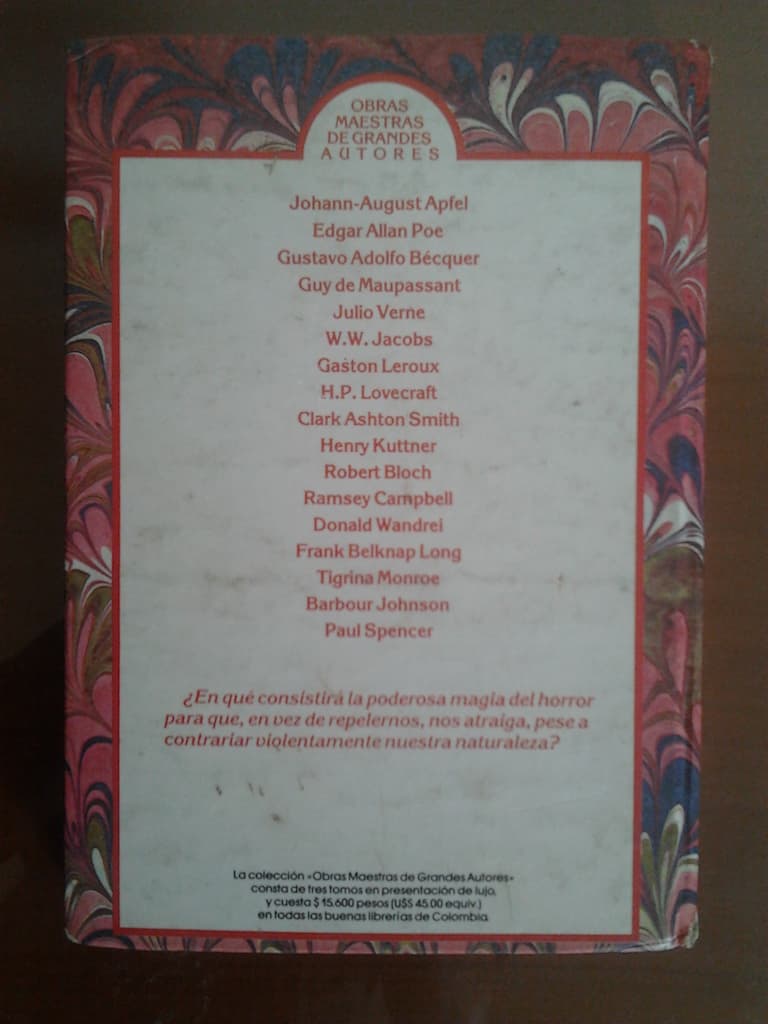 OBRAS
MAESTRAS
DE GRANDES
AUTORES
Johann-August Apfel
Edgar Allan Poe
Gustavo Adolfo Bécquer
Guy de Maupassant
Julio Verne
W.W. Jacobs
Gaston Leroux
H.P. Lovecraft
Clark Ashton Smith
Henry Kuttner
Robert Bloch
Ramsey Campbell
Donald Wandrei
Frank Belknap Long
Tigrina Monroe
Barbour Johnson
Paul Spencer
¿En qué consistirá la poderosa magia del horror
para que, en vez de repelernos, nos atraiga, pese a
contrariar violentamente nuestra naturaleza?
La colección «Obras Maestras de Grandes Autores»
consta de tres tomos en presentación de lujo,
y cuesta $ 15.600 pesos (U$S 45.00 equiv.)
en todas las buenas librerías de Colombia.